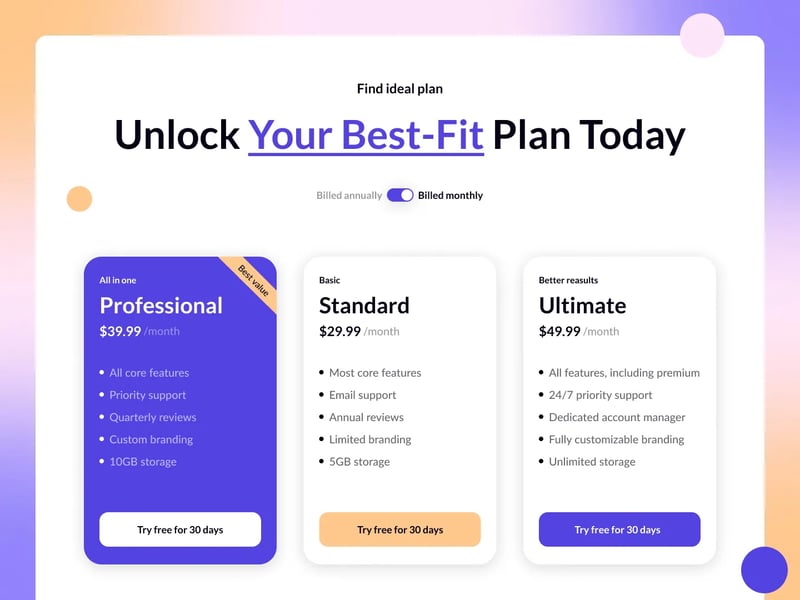 Find ideal plan
Unlock Your Best-Fit Plan Today
Billed annually Billed monthly
All in one
Best value
Professional
$39.99 /month
All core features
Priority support
Quarterly reviews
Custom branding
10GB storage
Try free for 30 days
Basic
Standard
$29.99 /month
Most core features
Email support
Annual reviews
Limited branding
5GB storage
Try free for 30 days
Better reasults
Ultimate
$49.99 /month
All features, including premium
24/7 priority support
Dedicated account manager
Fully customizable branding
Unlimited storage
Try free for 30 days